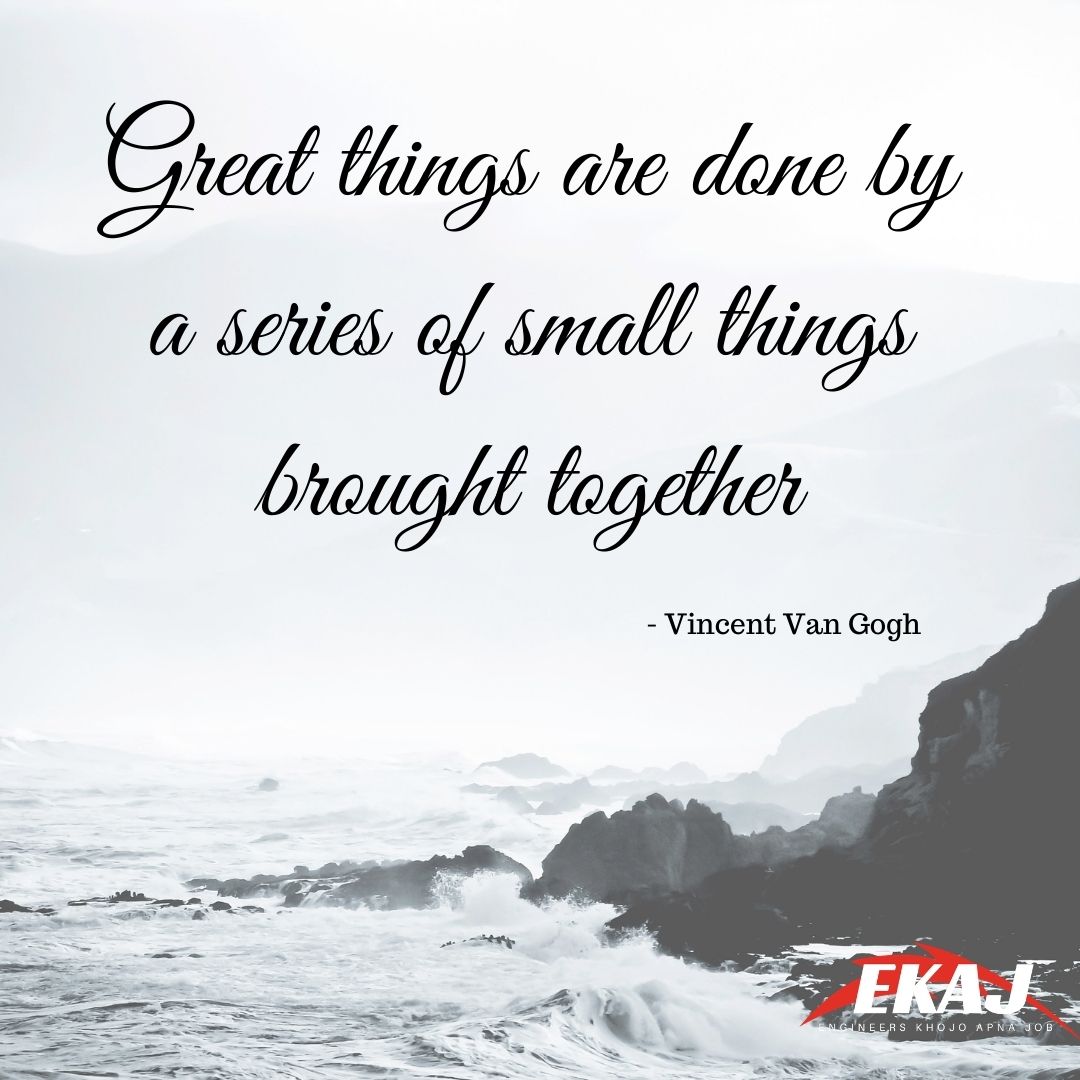 Great things are done by
a series of small things
brought together
- Vincent Van Gogh
EKAJ
ENGINEERS KHOJO APNA JOB